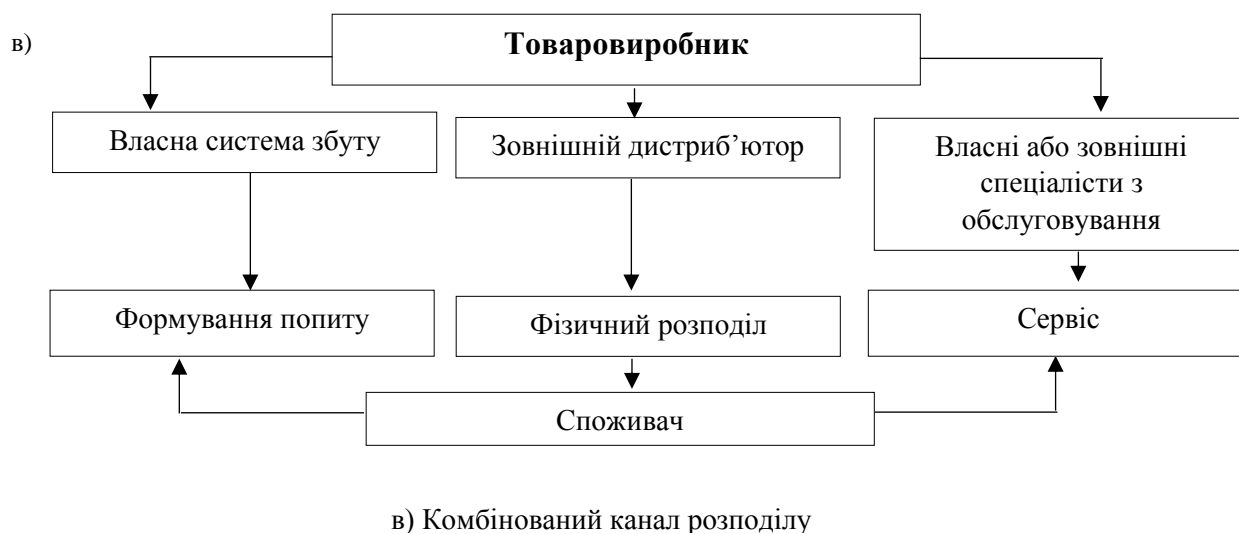 в)
Товаровиробник
Власна система збуту
Зовнішній дистриб’ютор
Власні або зовнішні
спеціалісти з
обслуговування
Формування попиту
Фізичний розподіл
Сервіс
Споживач
в) Комбінований канал розподілу